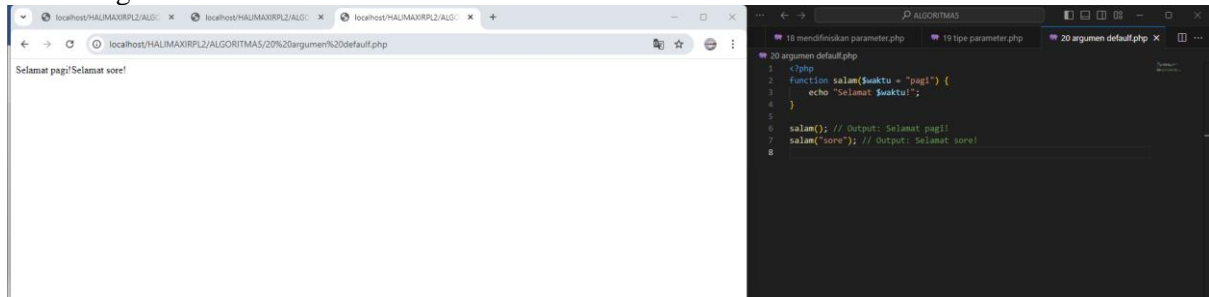 localhost/HALIMAXIRPL2/ALGO
localhost/HALIMAXIRPL2/ALGO
localhost/HALIMAXIRPL2/ALGO
localhost/HALIMAXIRPL2/ALGORITMA5/20%20argumen%20defaulf.php
Selamat pagi!Selamat sore!
ALGORITMA5
18 mendifinisikan parameter.php
19 tipe parameter.php
20 argumen defaulf.php
20 argumen defaulf.php
1 <?php
2 function salam($waktu = "pagi") {
3 echo "Selamat $waktu!";
4 }
5
6 salam(); // Output: Selamat pagi!
7 salam("sore"); // Output: Selamat sore!
8